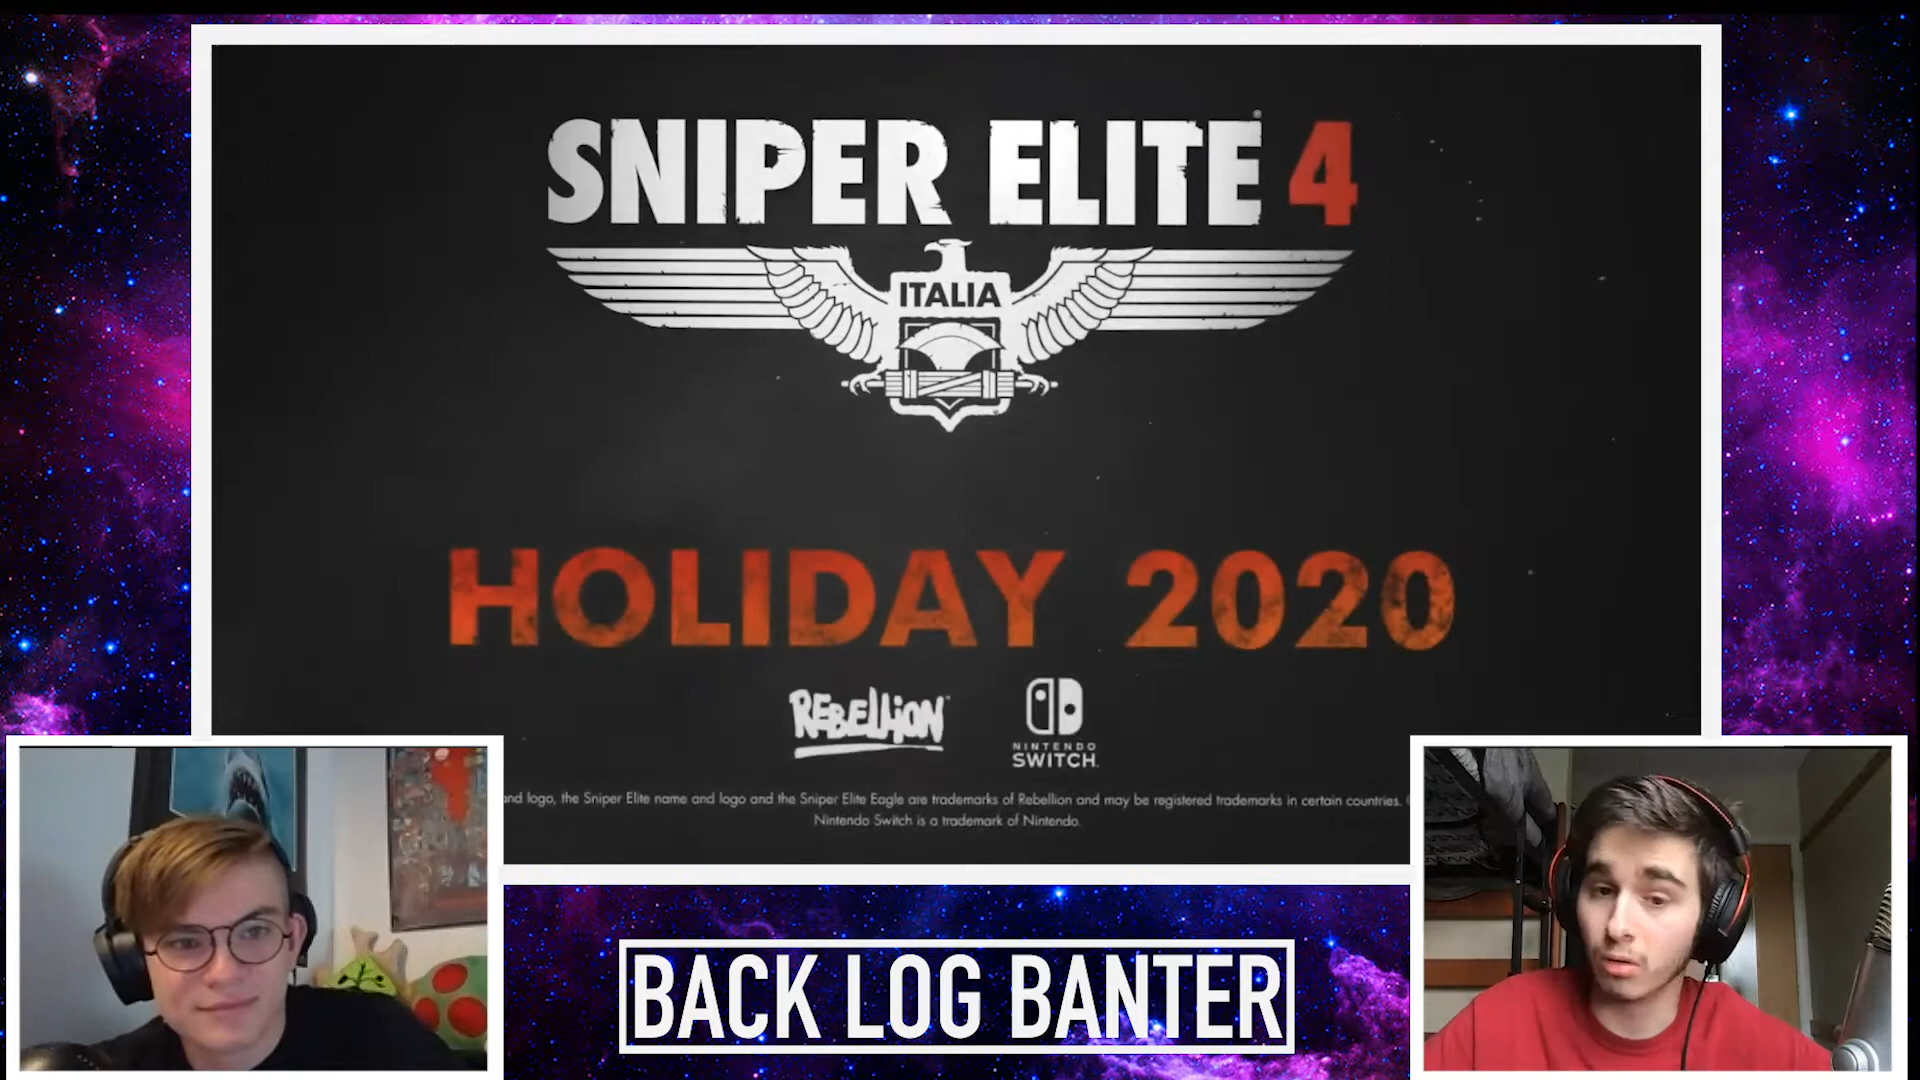 SNIPER ELITE 4
ITALIA
HOLIDAY 2020
REBELLION
NINTENDO
SWITCH
and logo, the Sniper Elite name and logo and the Sniper Elite Eagle are trademarks of Rebellion and may be registered trademarks in certain countries.
Nintendo Switch is a trademark of Nintendo.
BACK LOG BANTER